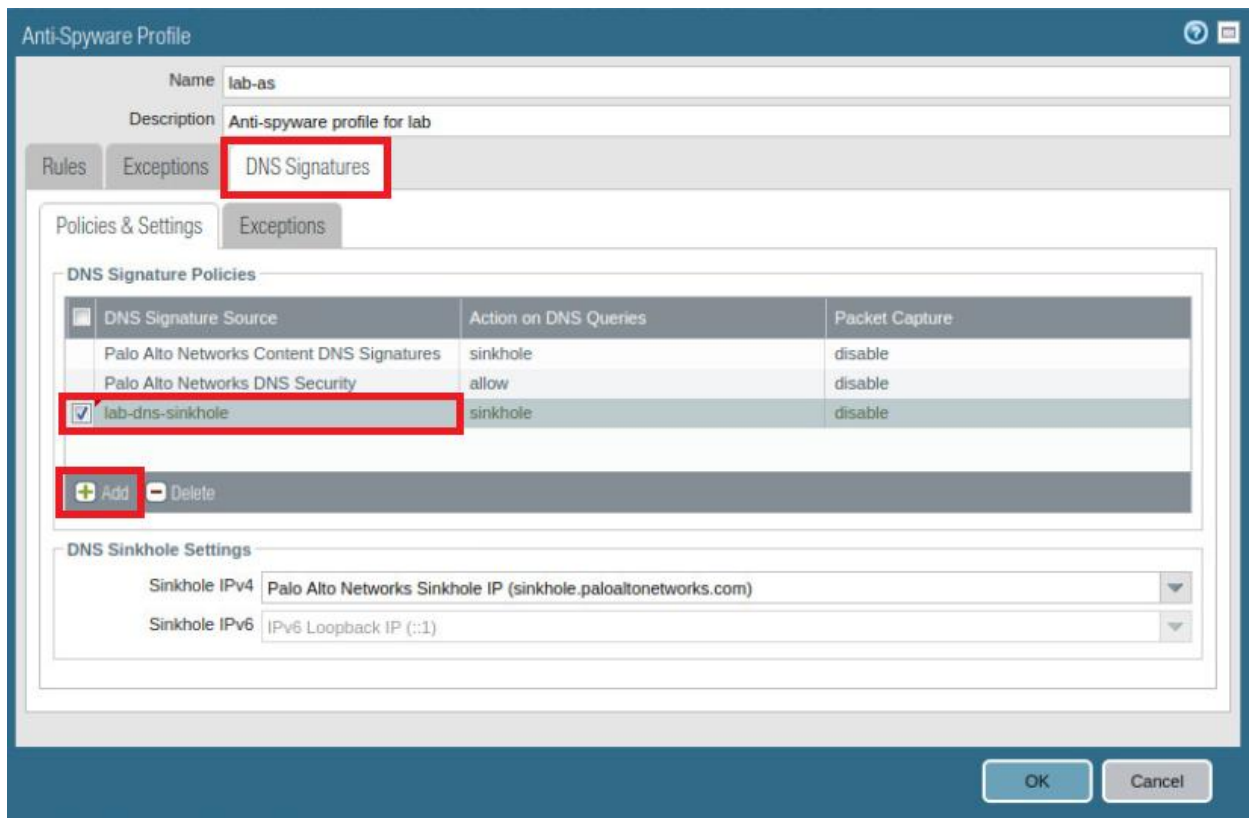 Anti-Spyware Profile
Name lab-as
Description Anti-spyware profile for lab
Rules Exceptions DNS Signatures
Policies & Settings Exceptions
DNS Signature Policies
DNS Signature Source Action on DNS Queries Packet Capture
Palo Alto Networks Content DNS Signatures sinkhole disable
Palo Alto Networks DNS Security allow disable
lab-dns-sinkhole sinkhole disable
Add Delete
DNS Sinkhole Settings
Sinkhole IPv4 Palo Alto Networks Sinkhole IP (sinkhole.paloaltonetworks.com)
Sinkhole IPv6 IPv6 Loopback IP (::1)
OK Cancel